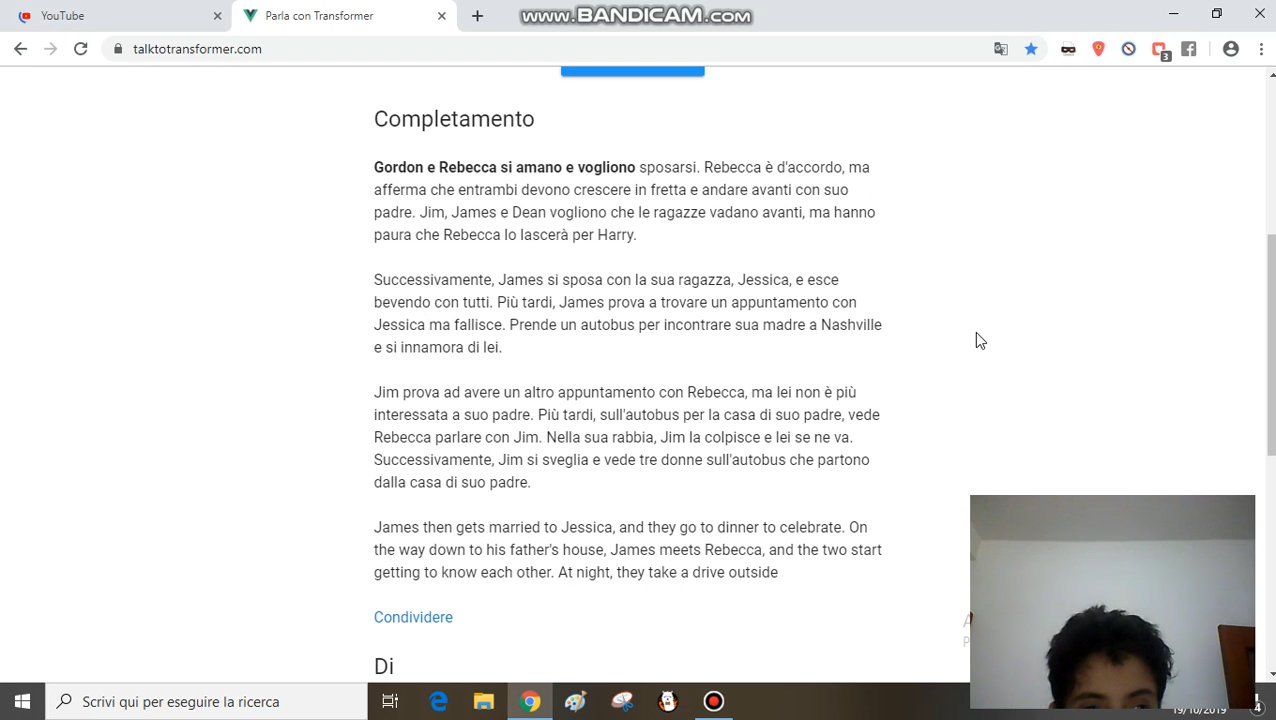 YouTube
Parla con Transformer
www.BANDICAM.com
talktotransformer.com
3
Completamento
Gordon e Rebecca si amano e vogliono sposarsi. Rebecca è d'accordo, ma
afferma che entrambi devono crescere in fretta e andare avanti con suo
padre. Jim, James e Dean vogliono che le ragazze vadano avanti, ma hanno
paura che Rebecca lo lascerà per Harry.
Successivamente, James si sposa con la sua ragazza, Jessica, e esce
bevendo con tutti. Più tardi, James prova a trovare un appuntamento con
Jessica ma fallisce. Prende un autobus per incontrare sua madre a Nashville
e si innamora di lei.
Jim prova ad avere un altro appuntamento con Rebecca, ma lei non è più
interessata a suo padre. Più tardi, sull'autobus per la casa di suo padre, vede
Rebecca parlare con Jim. Nella sua rabbia, Jim la colpisce e lei se ne va.
Successivamente, Jim si sveglia e vede tre donne sull'autobus che partono
dalla casa di suo padre.
James then gets married to Jessica, and they go to dinner to celebrate. On
the way down to his father's house, James meets Rebecca, and the two start
getting to know each other. At night, they take a drive outside
Condividere
Di
Scrivi qui per eseguire la ricerca
19/10/2019
4